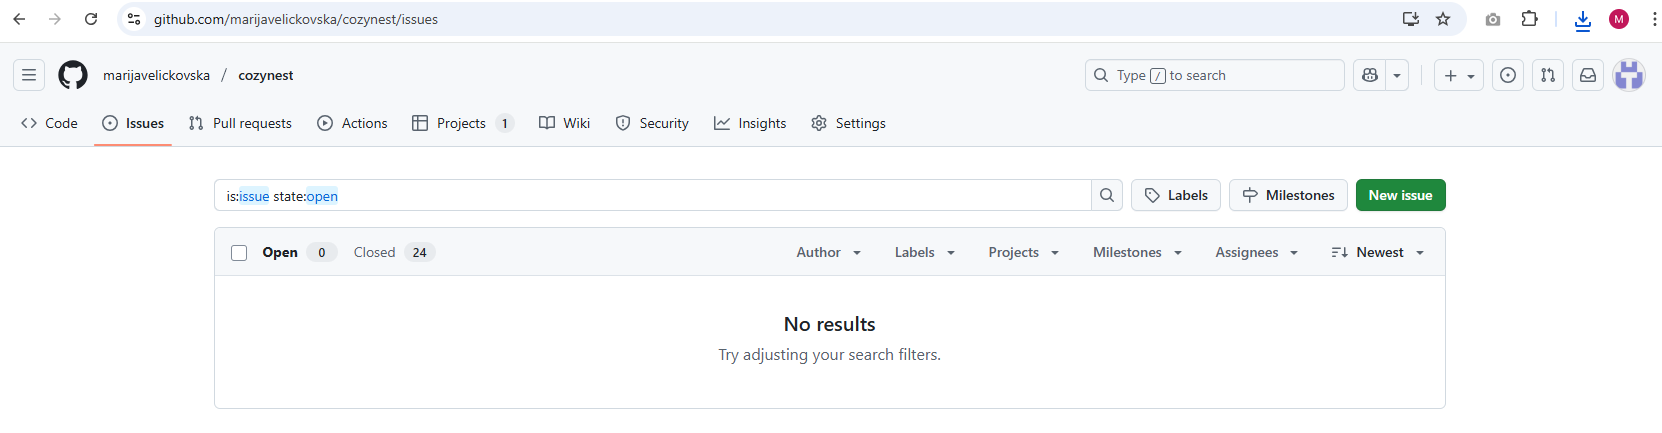 github.com/marijavelickovska/cozynest/issues
M
marijavelickovska / cozynest
Type / to search
Code Issues Pull requests Actions Projects 1 Wiki Security Insights Settings
is:issue state:open
Labels Milestones New issue
Open 0 Closed 24 Author Labels Projects Milestones Assignees Newest
No results
Try adjusting your search filters.